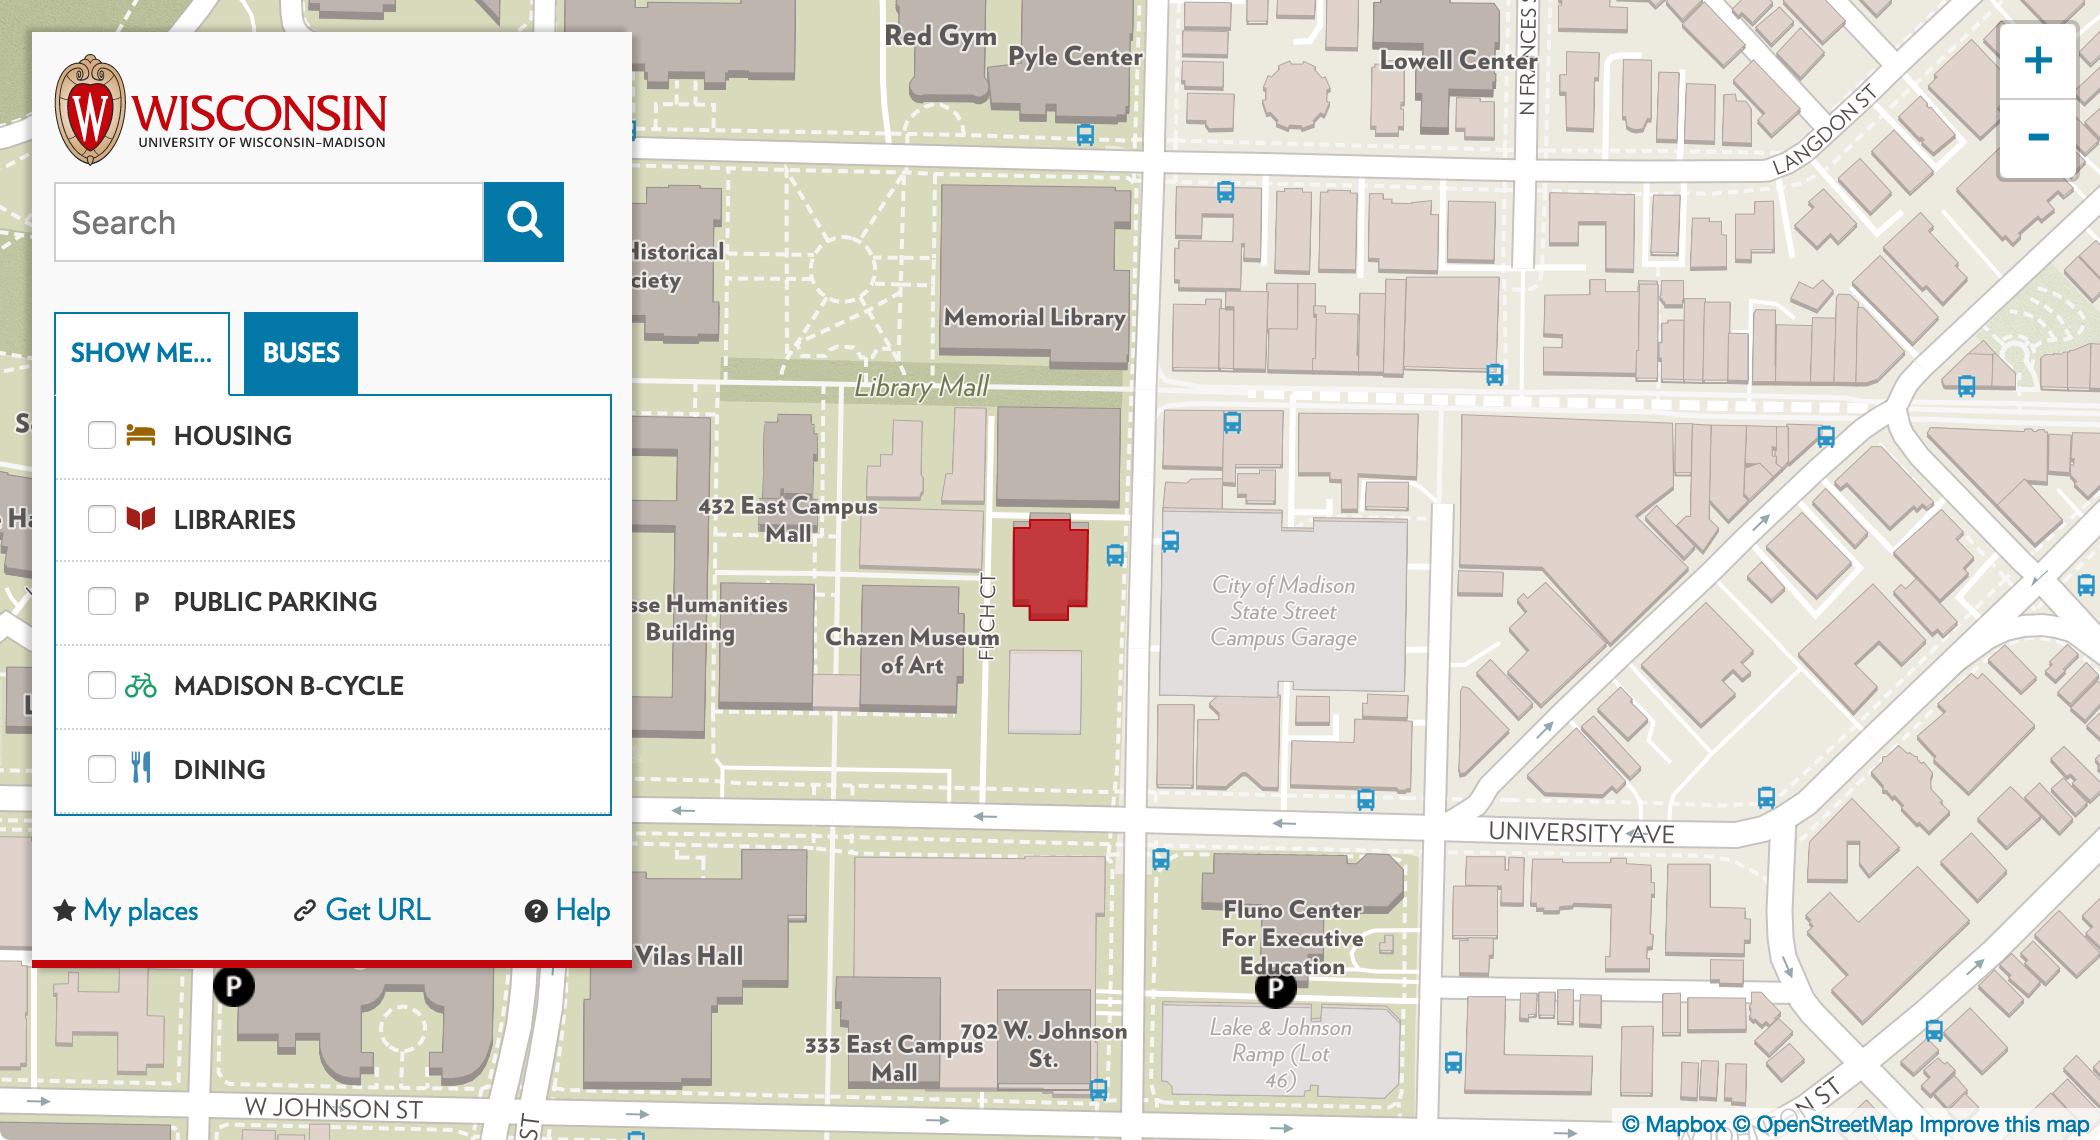 W
WISCONSIN
UNIVERSITY OF WISCONSIN–MADISON
Search
SHOW ME...
BUSES
HOUSING
LIBRARIES
P PUBLIC PARKING
MADISON B-CYCLE
DINING
My places
Get URL
? Help
Red Gym
Pyle Center
Lowell Center
N FRANCES S
LANGDON ST
+
-
Historical
ciety
Memorial Library
Library Mall
432 East Campus
Mall
sse Humanities
Building
Chazen Museum
of Art
FITCH CT
City of Madison
State Street
Campus Garage
UNIVERSITY AVE
Vilas Hall
Fluno Center
For Executive
Education
P
P
Lake & Johnson
Ramp (Lot
46)
333 East Campus
Mall
702 W. Johnson
St.
W JOHNSON ST
ST
ON ST
© Mapbox © OpenStreetMap Improve this map